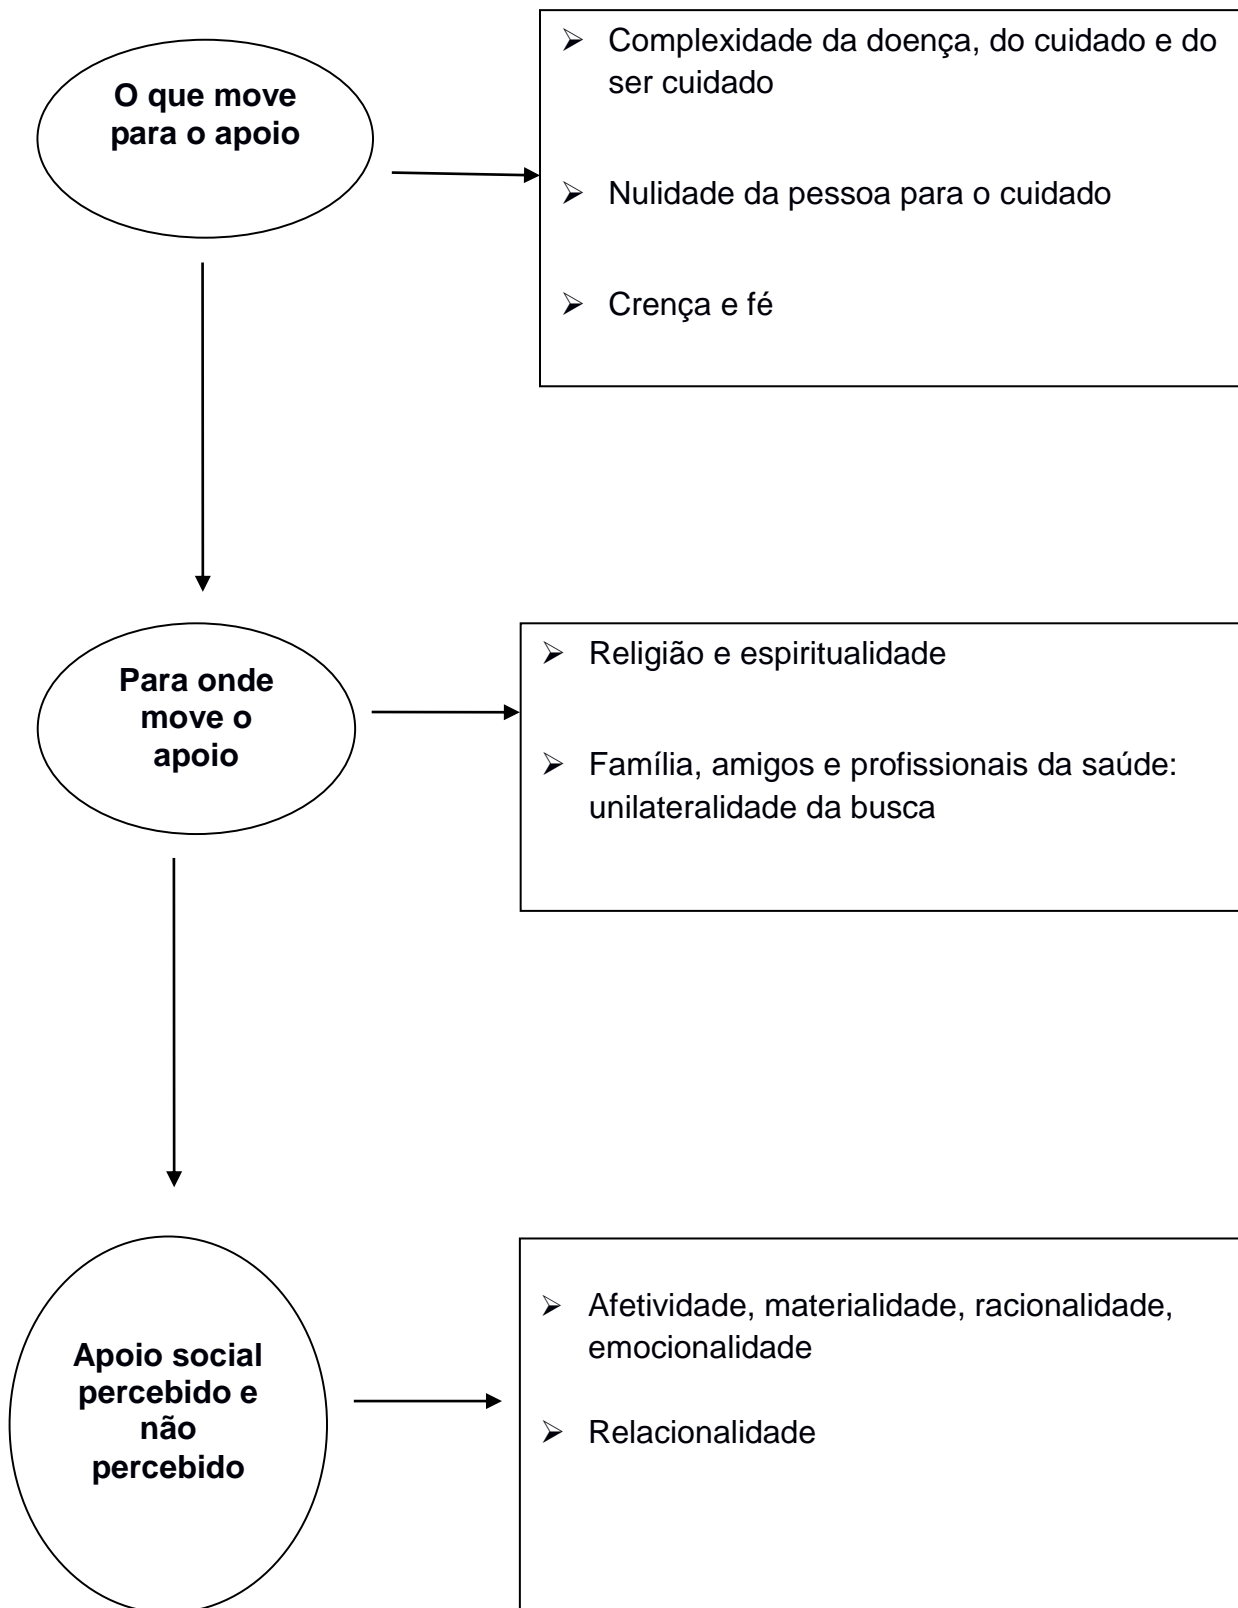 O que move
para o apoio
➢ Complexidade da doença, do cuidado e do
ser cuidado
➢ Nulidade da pessoa para o cuidado
➢ Crença e fé
Para onde
move o
apoio
➢ Religião e espiritualidade
➢ Família, amigos e profissionais da saúde:
unilateralidade da busca
Apoio social
percebido e
não
percebido
➢ Afetividade, materialidade, racionalidade,
emocionalidade
➢ Relacionalidade